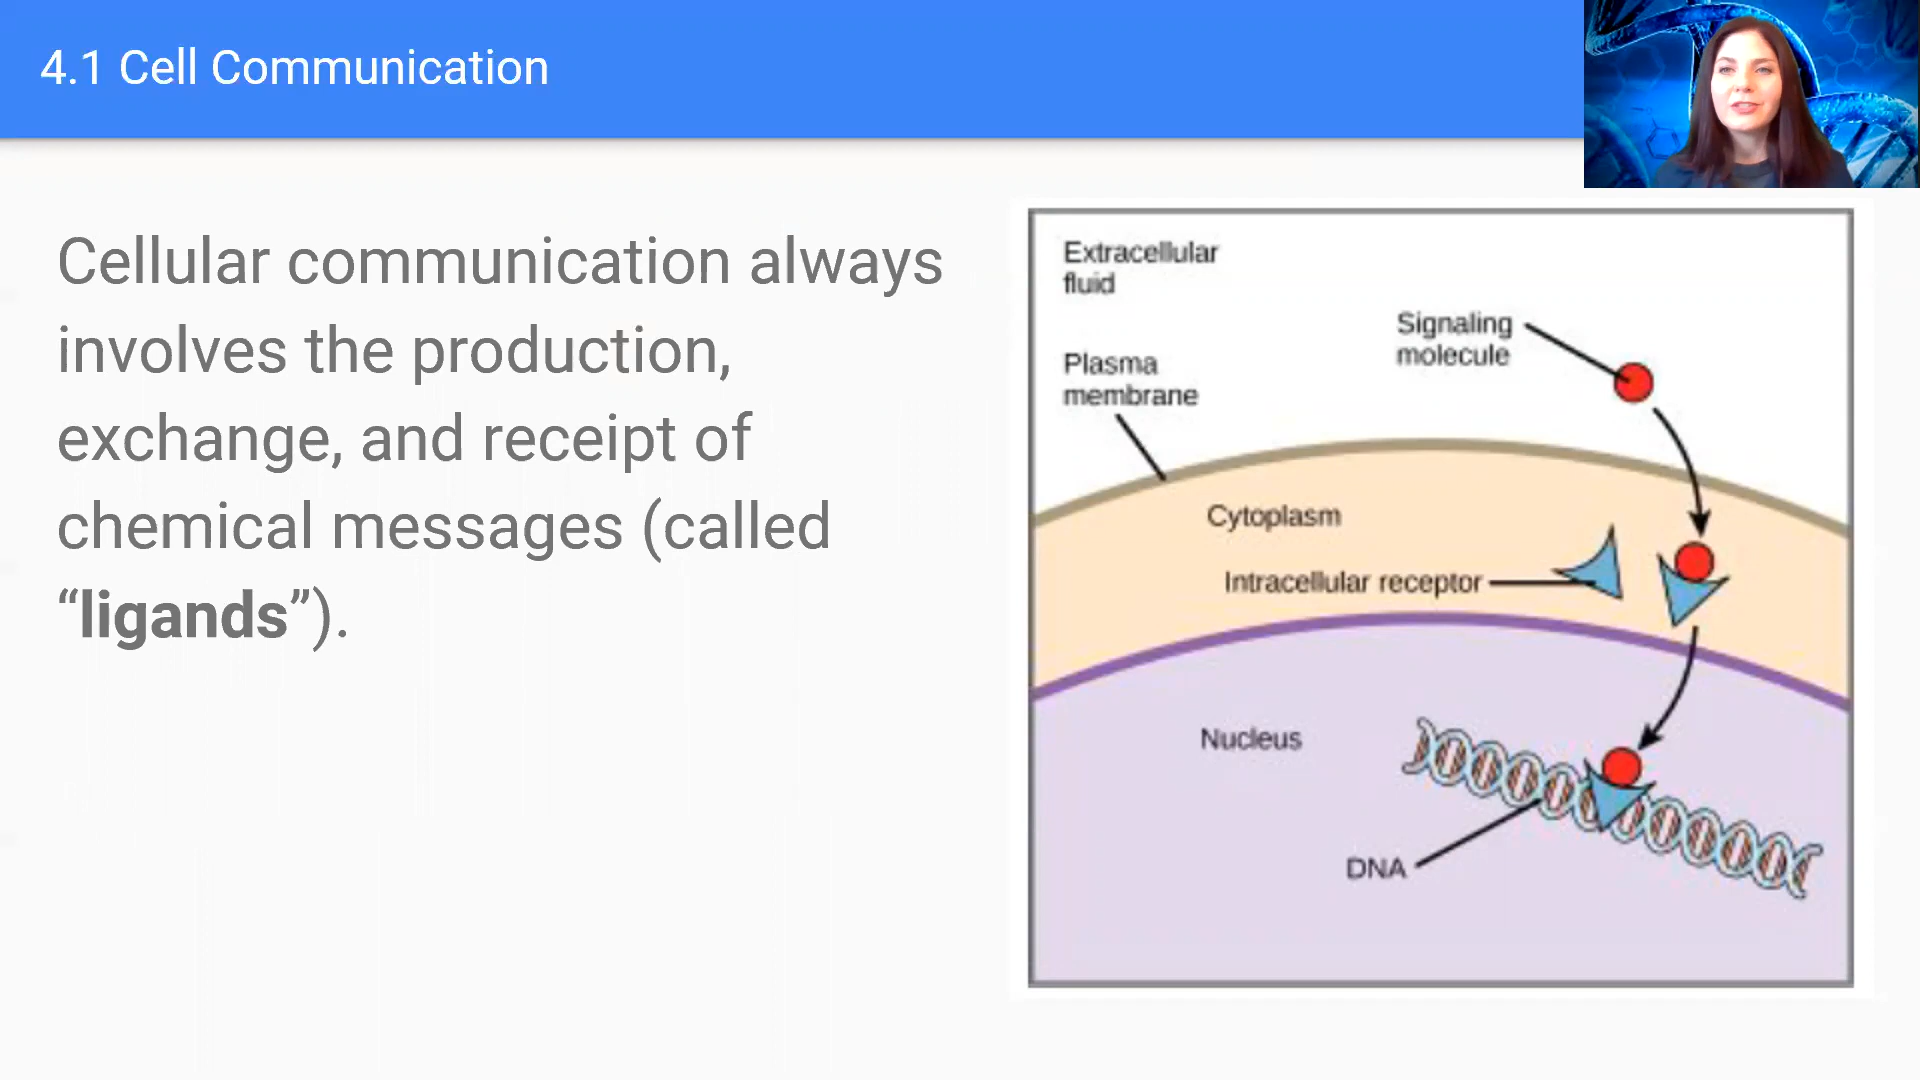 4.1 Cell Communication
Cellular communication always
involves the production,
exchange, and receipt of
chemical messages (called
“ligands”).
Extracellular
fluid
Signaling
molecule
Plasma
membrane
Cytoplasm
Intracellular receptor
Nucleus
DNA